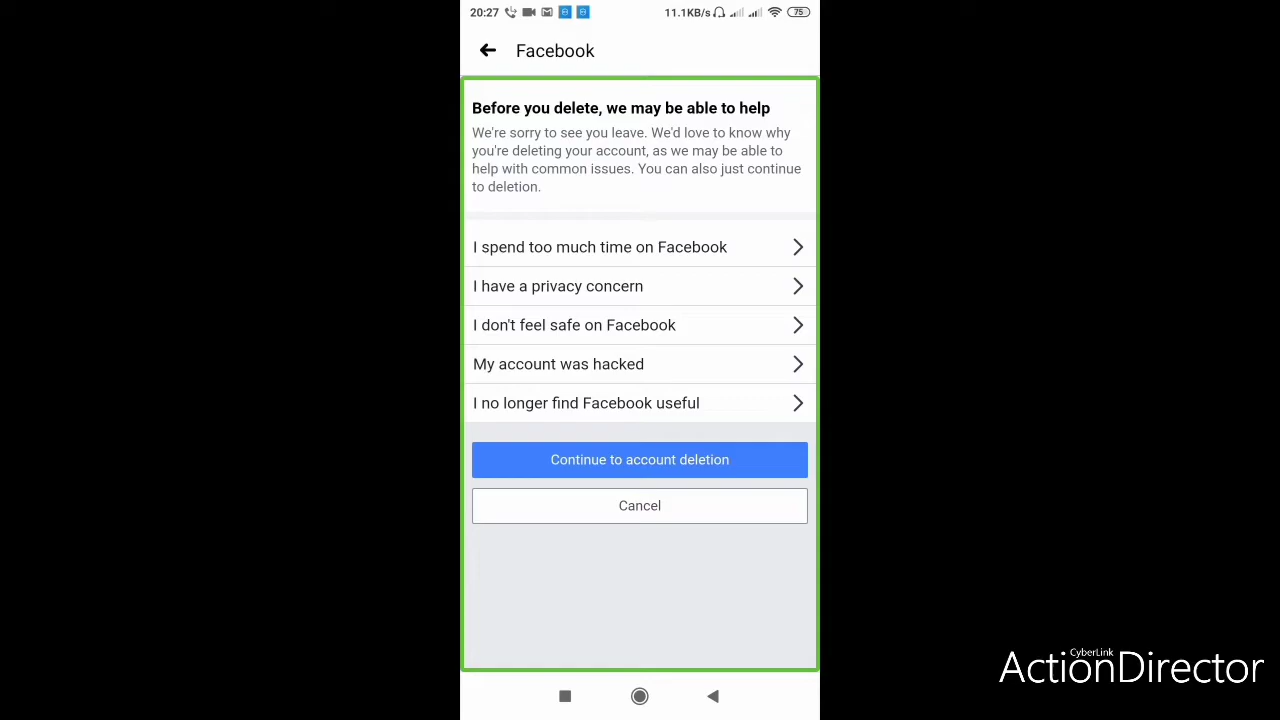 20:27
11.1KB/s
75
Facebook
Before you delete, we may be able to help
We're sorry to see you leave. We'd love to know why
you're deleting your account, as we may be able to
help with common issues. You can also just continue
to deletion.
I spend too much time on Facebook
I have a privacy concern
I don't feel safe on Facebook
My account was hacked
I no longer find Facebook useful
Continue to account deletion
Cancel
CyberLink
ActionDirector